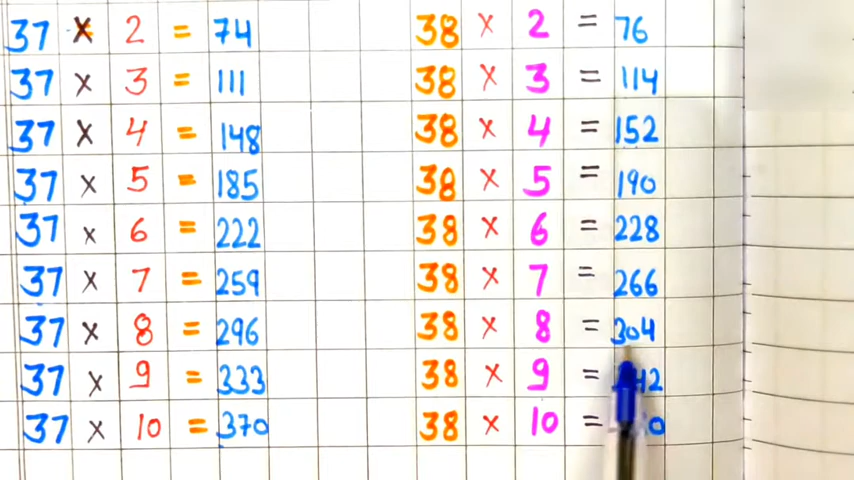 37 × 2 = 74 38 × 2 = 76
37 × 3 = 111 38 × 3 = 114
37 × 4 = 148 38 × 4 = 152
37 × 5 = 185 38 × 5 = 190
37 × 6 = 222 38 × 6 = 228
37 × 7 = 259 38 × 7 = 266
37 × 8 = 296 38 × 8 = 304
37 × 9 = 333 38 × 9 =
37 × 10 = 370 38 × 10 =